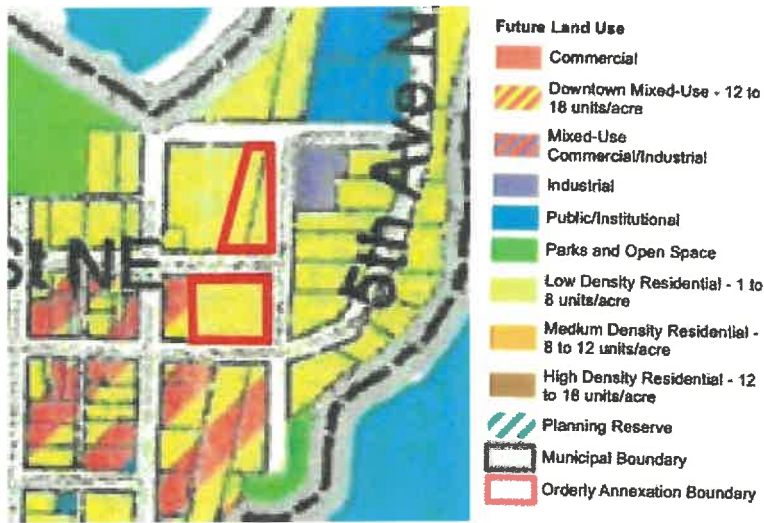 Future Land Use
Commercial
Downtown Mixed-Use - 12 to
18 units/acre
Mixed-Use
Commercial/Industrial
Industrial
Public/Institutional
Parks and Open Space
Low Density Residential - 1 to
8 units/acre
Medium Density Residential -
8 to 12 units/acre
High Density Residential - 12
to 18 units/acre
Planning Reserve
Municipal Boundary
Orderly Annexation Boundary
5th Ave N
St NE